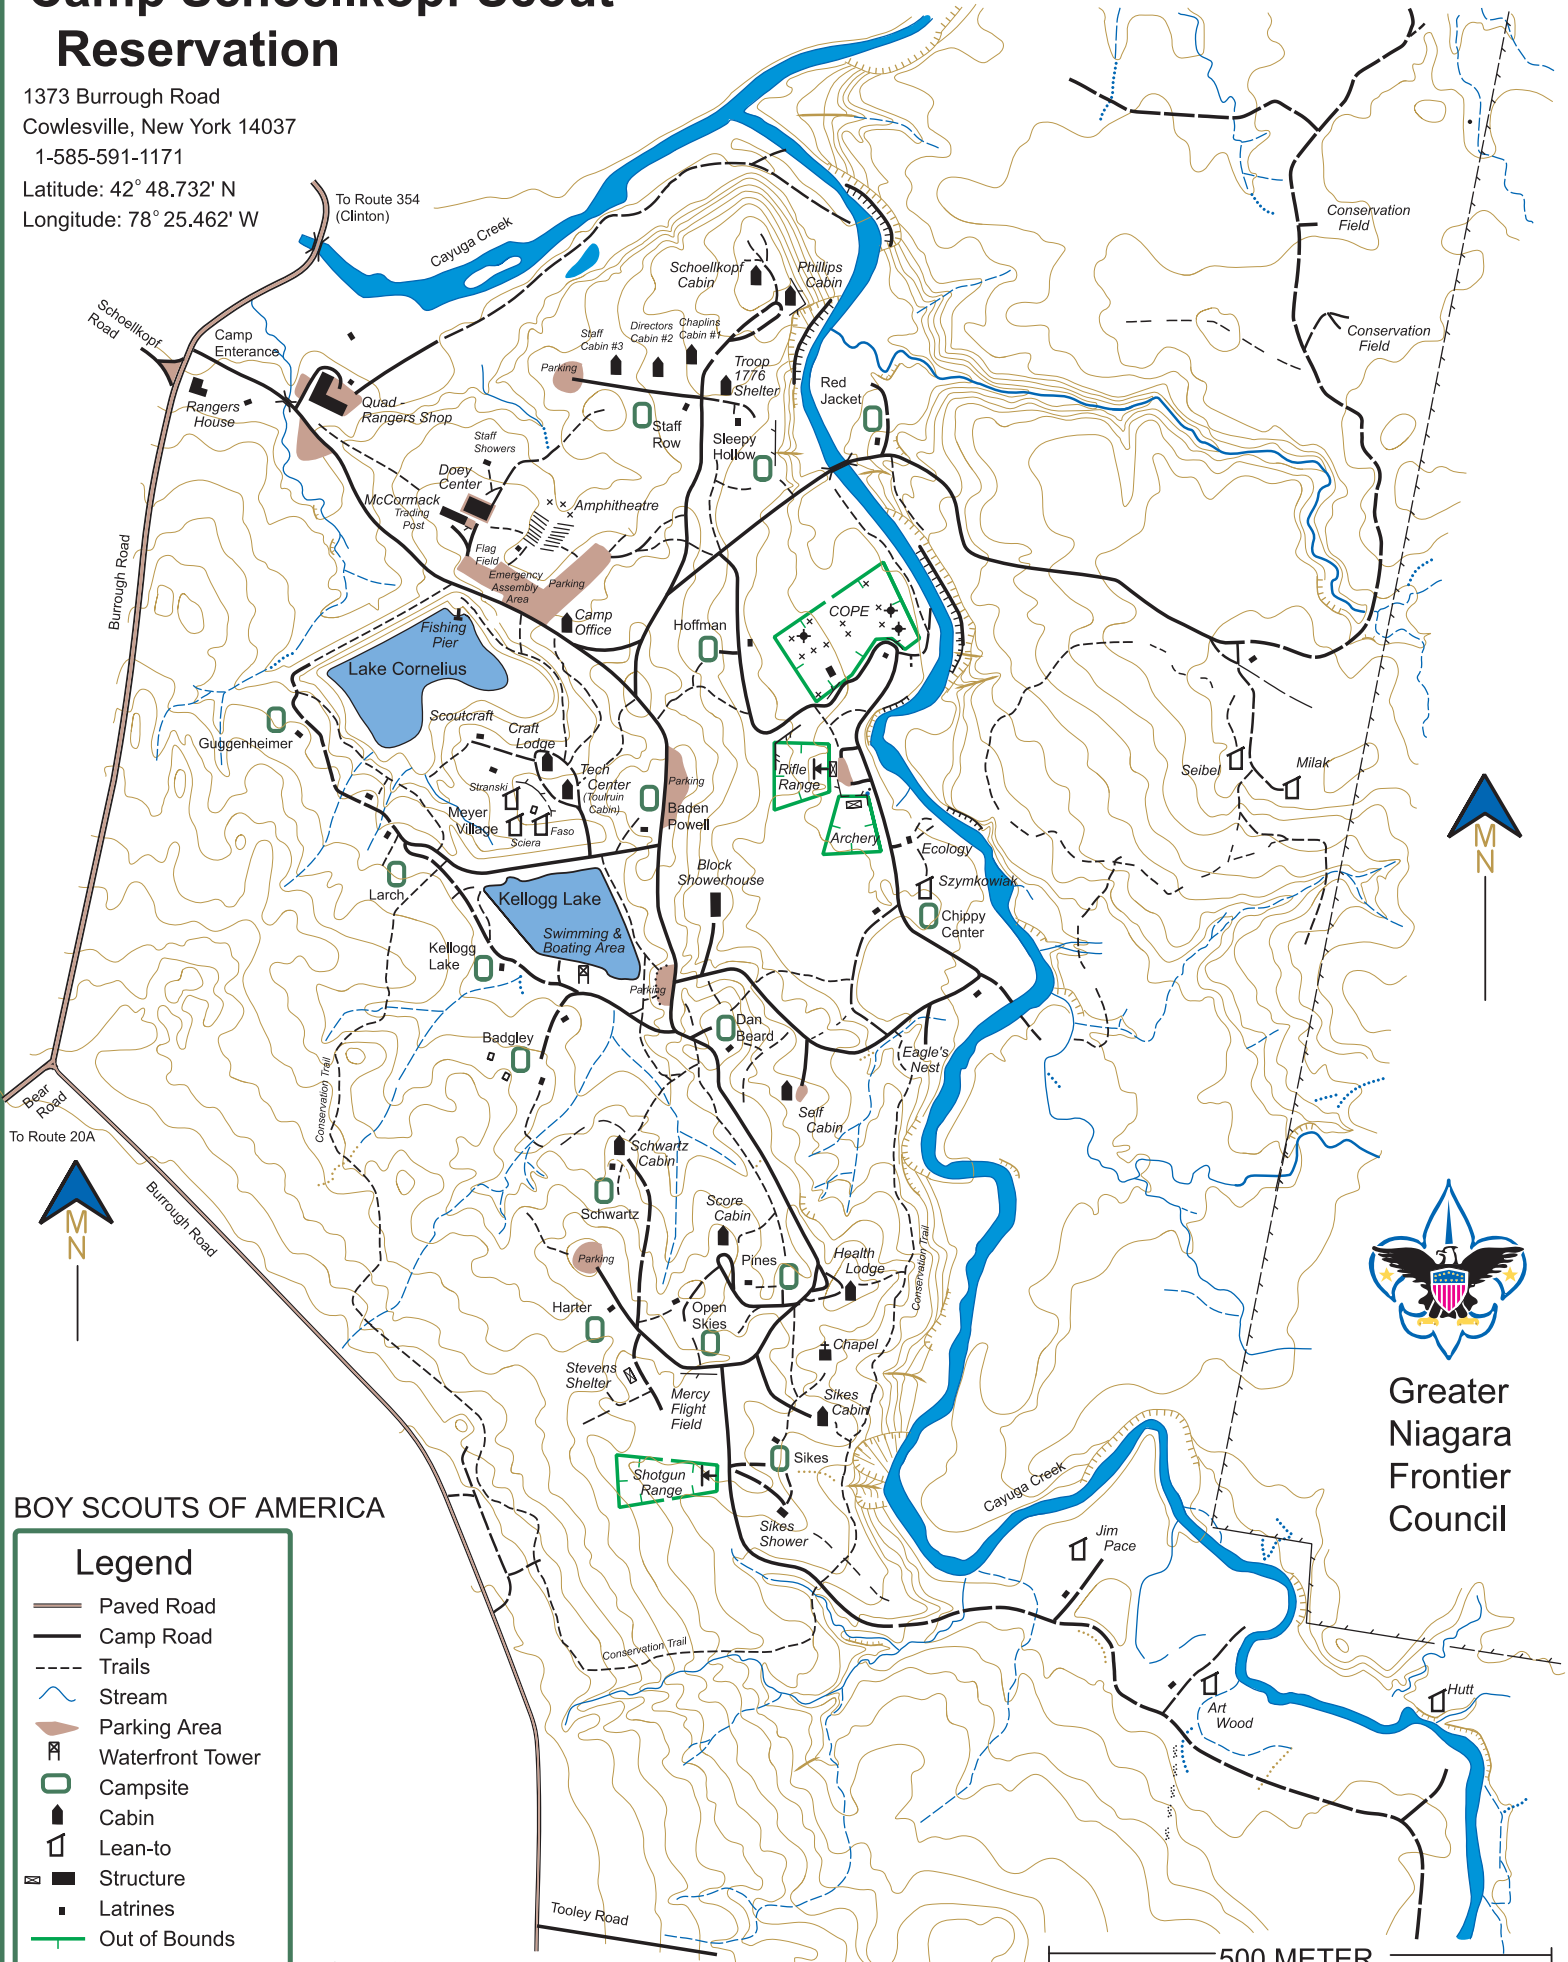 Camp Schoellkopf Scout
Reservation
1373 Burrough Road
Cowlesville, New York 14037
1-585-591-1171
Latitude: 42° 48.732' N
Longitude: 78° 25.462' W
To Route 354
(Clinton)
Cayuga Creek
Conservation
Field
Conservation
Field
Schoellkopf
Cabin
Phillips
Cabin
Schoellkopf
Road
Camp
Entrance
Staff
Cabin #3
Directors
Cabin #2
Chaplins
Cabin #1
Parking
Troop
1776
Shelter
Red
Jacket
Rangers
House
Quad -
Rangers Shop
Staff
Row
Sleepy
Hollow
Staff
Showers
Doey
Center
McCormack
Trading
Post
Amphitheatre
Flag
Field
Emergency
Assembly
Area
Parking
Burrough Road
Camp
Office
Hoffman
COPE
Fishing
Pier
Lake Cornelius
Guggenheimer
Scoutcraft
Craft
Lodge
Tech
Center
(Toulruin
Cabin)
Stranski
Meyer
Village
Faso
Sciera
Parking
Baden
Powell
Rifle
Range
Archery
Seibel
Milak
Ecology
Block
Showerhouse
Szymkowiak
Chippy
Center
Larch
Kellogg Lake
Swimming &
Boating Area
Kellogg
Lake
Parking
M
N
Dan
Beard
Badgley
Eagle's
Nest
Self
Cabin
Conservation Trail
Bear
Road
To Route 20A
Burrough Road
M
N
Schwartz
Cabin
Schwartz
Score
Cabin
Pines
Health
Lodge
Conservation Trail
Parking
Harter
Open
Skies
Chapel
Stevens
Shelter
Mercy
Flight
Field
Sikes
Cabin
Sikes
Shotgun
Range
Sikes
Shower
Cayuga Creek
Greater
Niagara
Frontier
Council
Jim
Pace
Conservation Trail
Art
Wood
Hutt
Tooley Road
500 METER
BOY SCOUTS OF AMERICA
Legend
Paved Road
Camp Road
Trails
Stream
Parking Area
Waterfront Tower
Campsite
Cabin
Lean-to
Structure
Latrines
Out of Bounds